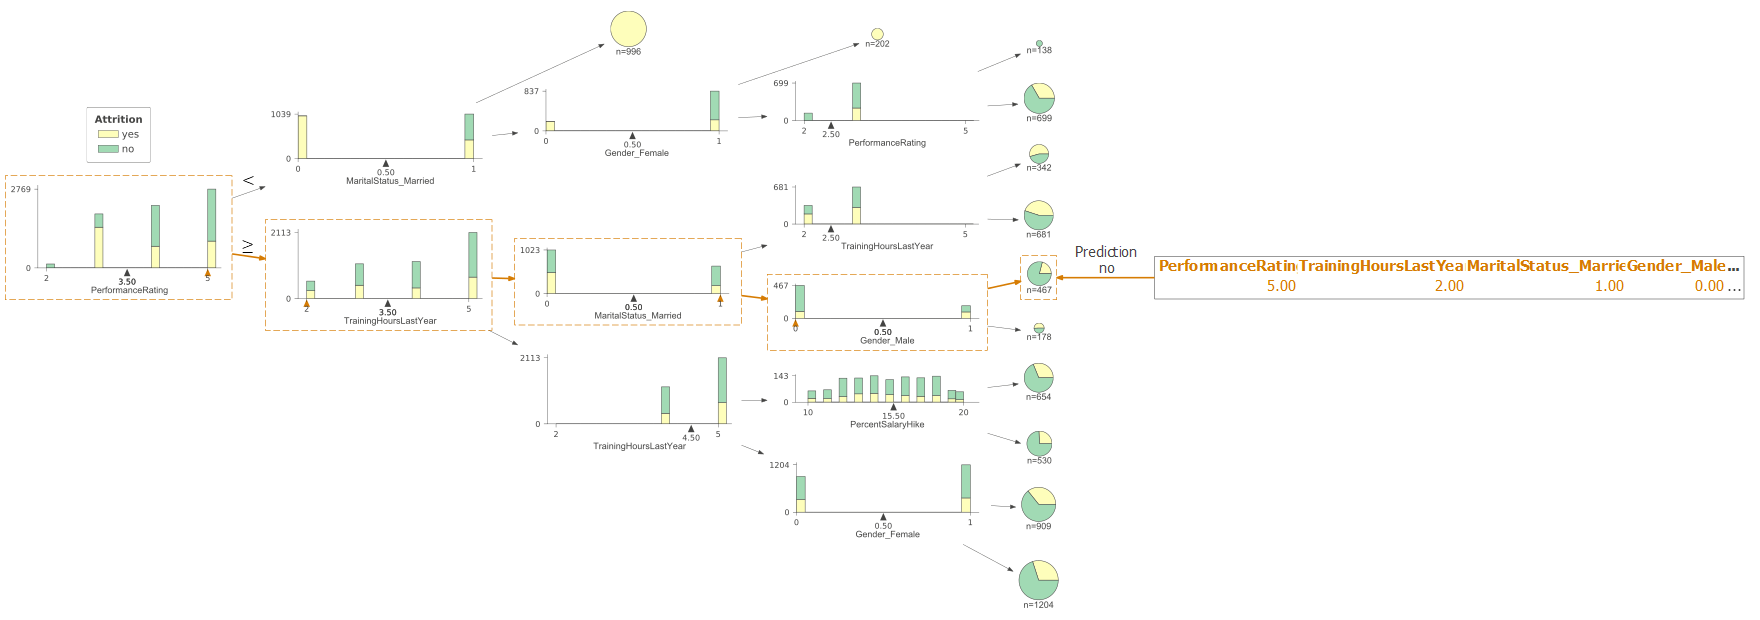 Attrition
yes
no
2769
0
2
3.50
5
PerformanceRating
<
≥
1039
0
0
0.50
1
MaritalStatus_Married
2113
0
2
3.50
5
TrainingHoursLastYear
n=996
837
0
0
0.50
1
Gender_Female
1023
0
0
0.50
1
MaritalStatus_Married
2113
0
2
4.50
5
TrainingHoursLastYear
n=202
699
0
2
2.50
5
PerformanceRating
681
0
2
2.50
5
TrainingHoursLastYear
467
0
0
0.50
1
Gender_Male
143
0
10
15.50
20
PercentSalaryHike
1204
0
0
0.50
1
Gender_Female
n=138
n=699
n=342
n=681
n=467
n=178
n=654
n=530
n=909
n=1204
Prediction
no
PerformanceRatin TrainingHoursLastYea MaritalStatus_Marrie Gender_Male ...
5.00 2.00 1.00 0.00 ...